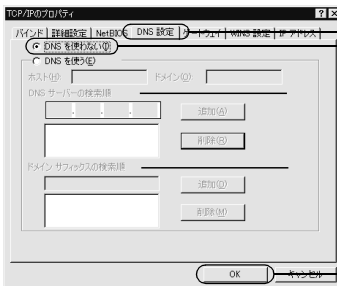 TCP/IPのプロパティ
バインド 詳細設定 NetBIOS DNS 設定 ゲートウェイ WINS 設定 IP アドレス
DNS を使わない(I)
DNS を使う(E)
ホスト(H): ドメイン(O):
DNS サーバーの検索順
追加(A)
削除(R)
ドメイン サフィックスの検索順
追加(D)
削除(M)
OK キャンセル